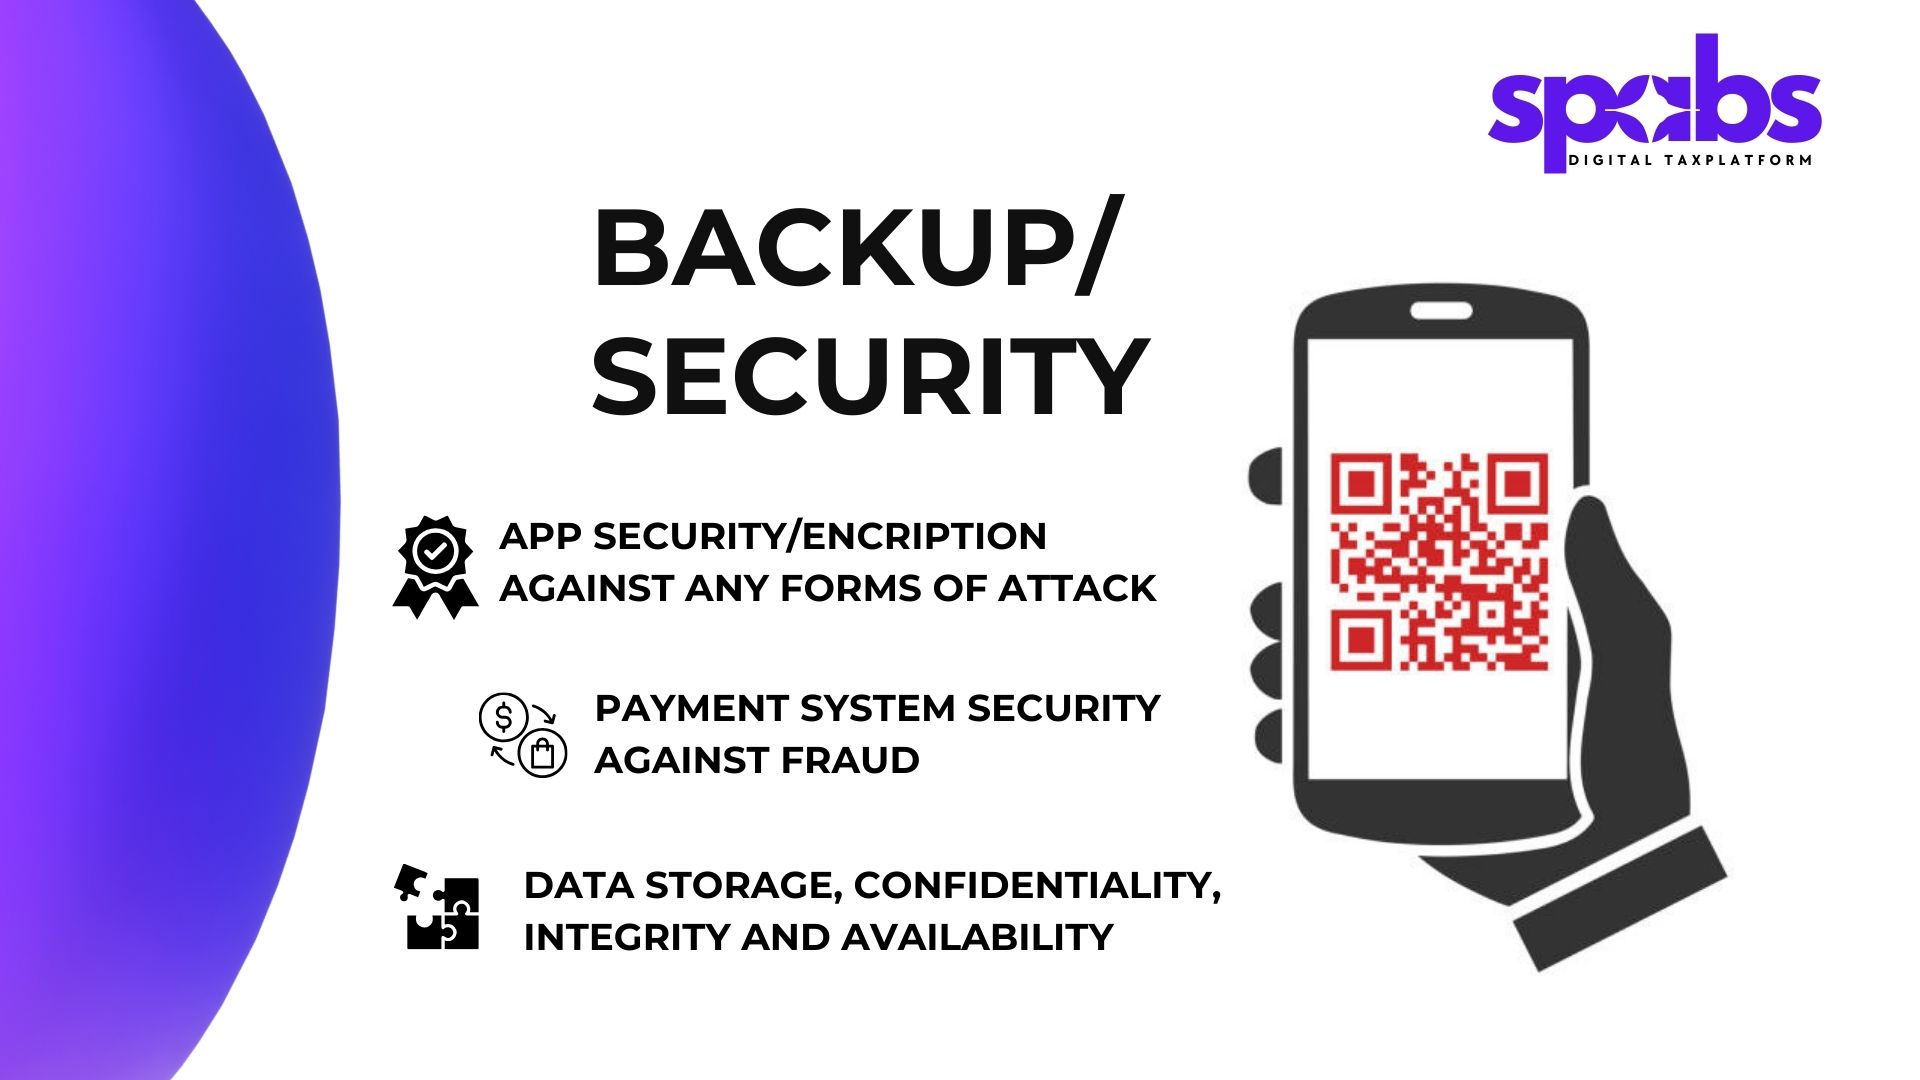 spabs
DIGITAL TAXPLATFORM
BACKUP/
SECURITY
APP SECURITY/ENCRIPTION
AGAINST ANY FORMS OF ATTACK
$
PAYMENT SYSTEM SECURITY
AGAINST FRAUD
DATA STORAGE, CONFIDENTIALITY,
INTEGRITY AND AVAILABILITY